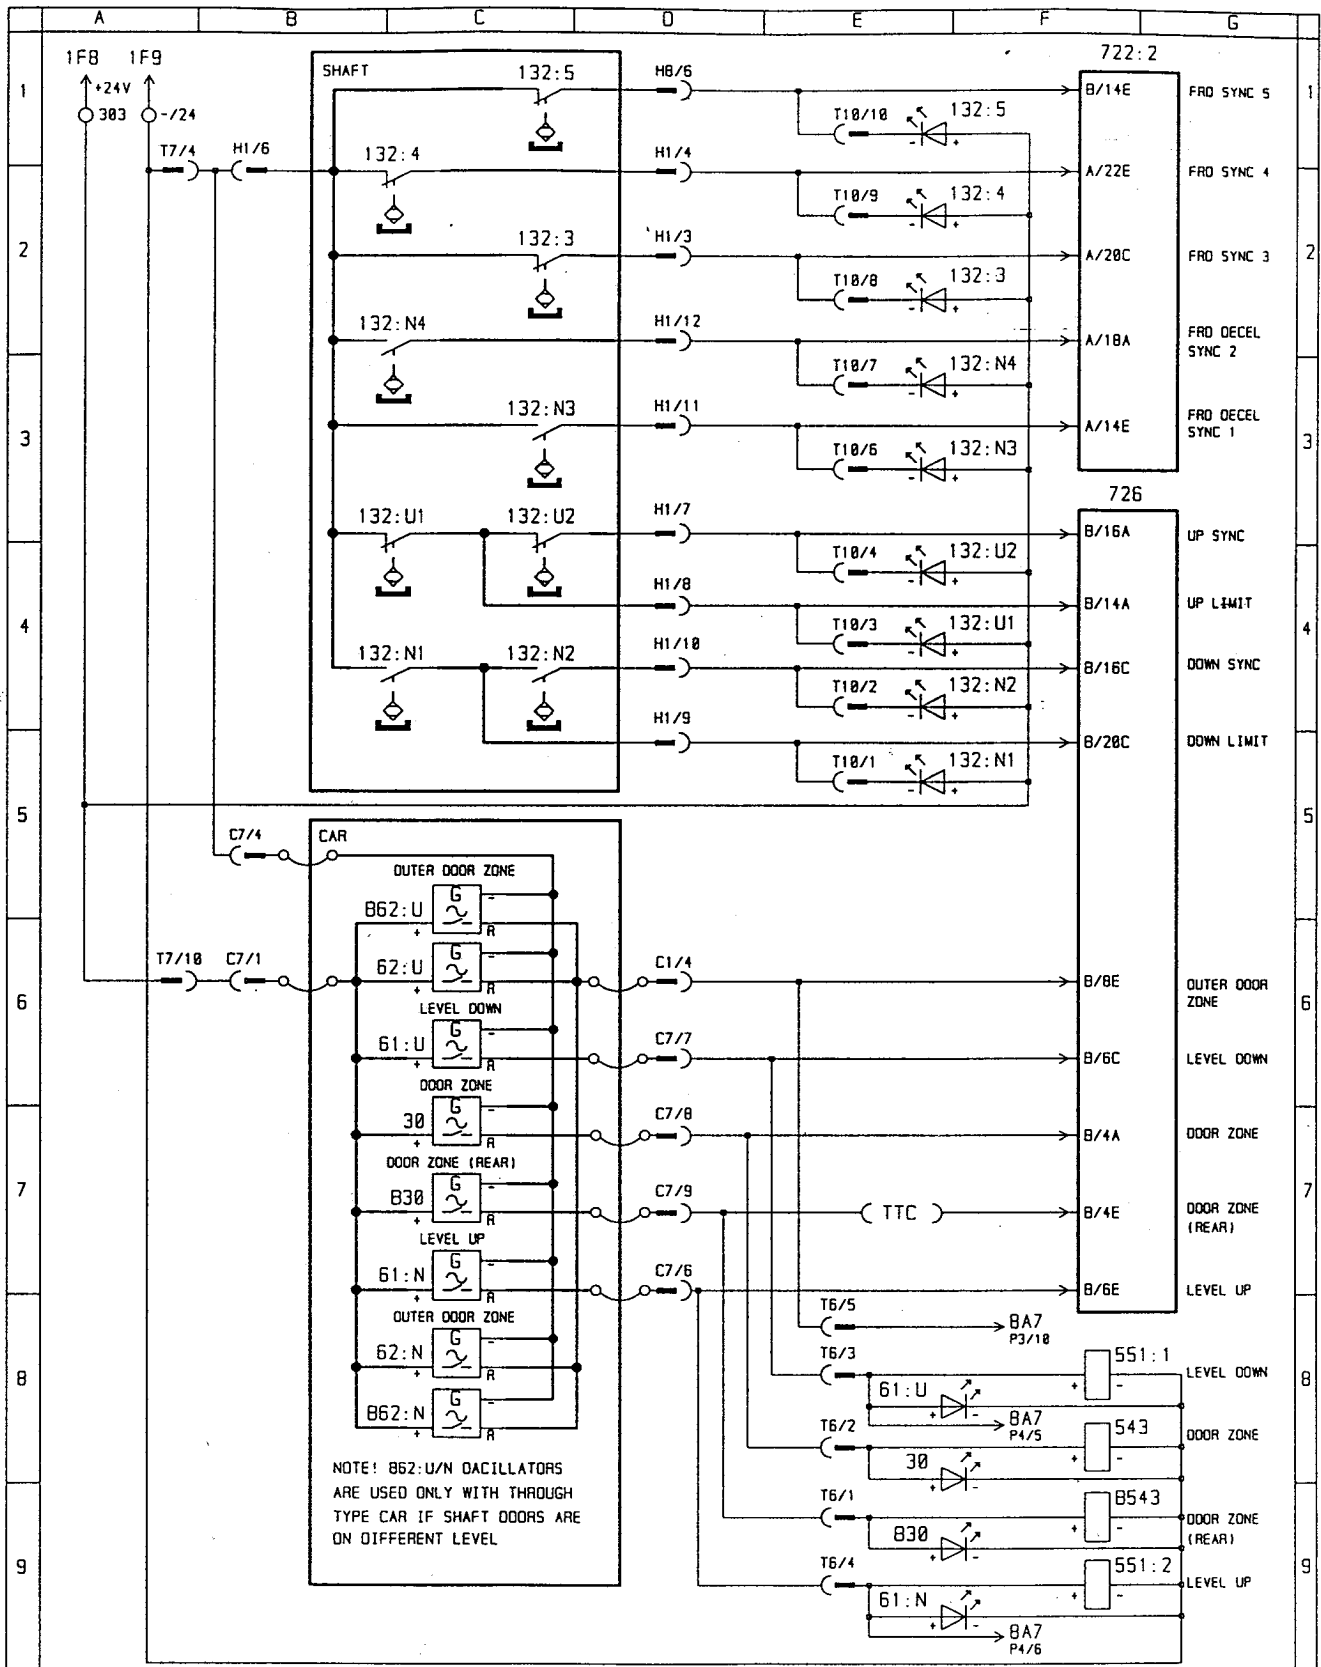 A B C D E F G
1F8 1F9
+24V
303 -/24
1
SHAFT
132:5
H8/6
722:2
B/14E
FRD SYNC 5
1
T10/10
132:5
T7/4
H1/6
132:4
H1/4
A/22E
FRD SYNC 4
T10/9
132:4
2
132:3
H1/3
A/20C
FRD SYNC 3
2
T10/8
132:3
132:N4
H1/12
A/18A
FRD DECEL
SYNC 2
T10/7
132:N4
3
132:N3
H1/11
A/14E
FRD DECEL
SYNC 1
3
T10/6
132:N3
726
132:U1
132:U2
H1/7
B/16A
UP SYNC
T10/4
132:U2
H1/8
B/14A
UP LIMIT
4
T10/3
132:U1
4
132:N1
132:N2
H1/10
B/16C
DOWN SYNC
T10/2
132:N2
H1/9
B/20C
DOWN LIMIT
T10/1
132:N1
5
5
C7/4
CAR
OUTER DOOR ZONE
G
B62:U
+ - R
T7/10
C7/1
G
62:U
+ - R
C1/4
B/8E
OUTER DOOR
ZONE
6
6
LEVEL DOWN
G
61:U
+ - R
C7/7
B/6C
LEVEL DOWN
DOOR ZONE
G
30
+ - R
C7/8
B/4A
DOOR ZONE
7
7
DOOR ZONE (REAR)
G
B30
+ - R
C7/9
TTC
B/4E
DOOR ZONE
(REAR)
LEVEL UP
G
61:N
+ - R
C7/6
B/6E
LEVEL UP
OUTER DOOR ZONE
T6/5
8A7
P3/10
G
62:N
+ - R
T6/3
551:1
LEVEL DOWN
8
8
61:U
8A7
P4/5
G
B62:N
+ - R
T6/2
543
DOOR ZONE
30
NOTE! B62:U/N OACILLATORS
ARE USED ONLY WITH THROUGH
TYPE CAR IF SHAFT DOORS ARE
ON DIFFERENT LEVEL
T6/1
B543
DOOR ZONE
(REAR)
B30
9
9
T6/4
551:2
LEVEL UP
61:N
8A7
P4/6